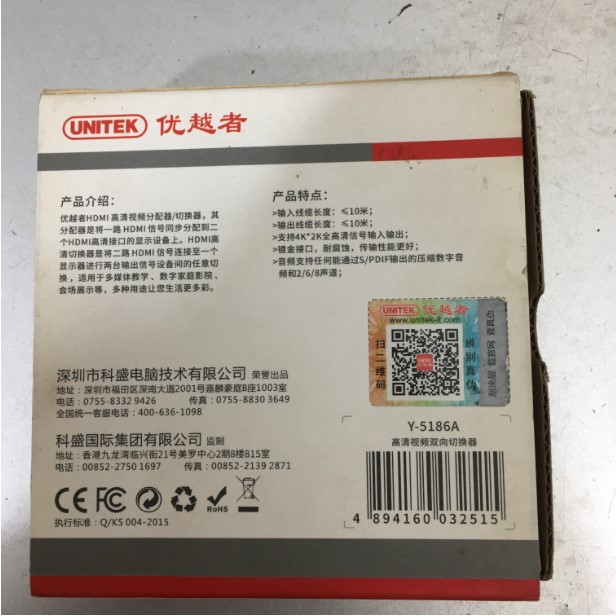 UNITEK 优越者
产品介绍：
优越者HDMI 高清视频分配器/切换器，其
分配器是将一路 HDMI 信号同步分配到二
个HDMI高清接口的显示设备上。HDMI高
清切换器是将二路 HDMI 信号连接至一个
显示器进行两台输出信号设备间的任意切
换，适用于多媒体教学、数字家庭影院、
会场展示等，多种用途让您生活更多彩。
产品特点：
>输入线缆长度：≤10米；
>输出线缆长度：≤10米；
>支持4K*2K全高清信号输入输出；
>镀金接口，耐腐蚀，传输性能更好；
>音频支持任何能通过S/PDIF输出的压缩数字音
频和2/6/8声道；
UNITEK 优越者
www.unitek-it.com
扫二维码
辨别真伪
刮涂层 登官网 查真伪
深圳市科盛电脑技术有限公司 荣誉出品
地址：深圳市福田区深南大道2001号嘉麟豪庭B座1003室
电话：0755-8332 9426 传真：0755-8830 3649
全国统一客服电话：400-636-1098
科盛国际集团有限公司 监制
地址：香港九龙湾临兴街21号美罗中心2期8楼815室
电话：00852-2750 1697 传真：00852-2139 2871
CE FC RoHS
执行标准：Q/KS 004-2015
Y-5186A
高清视频双向切换器
4 894160 032515